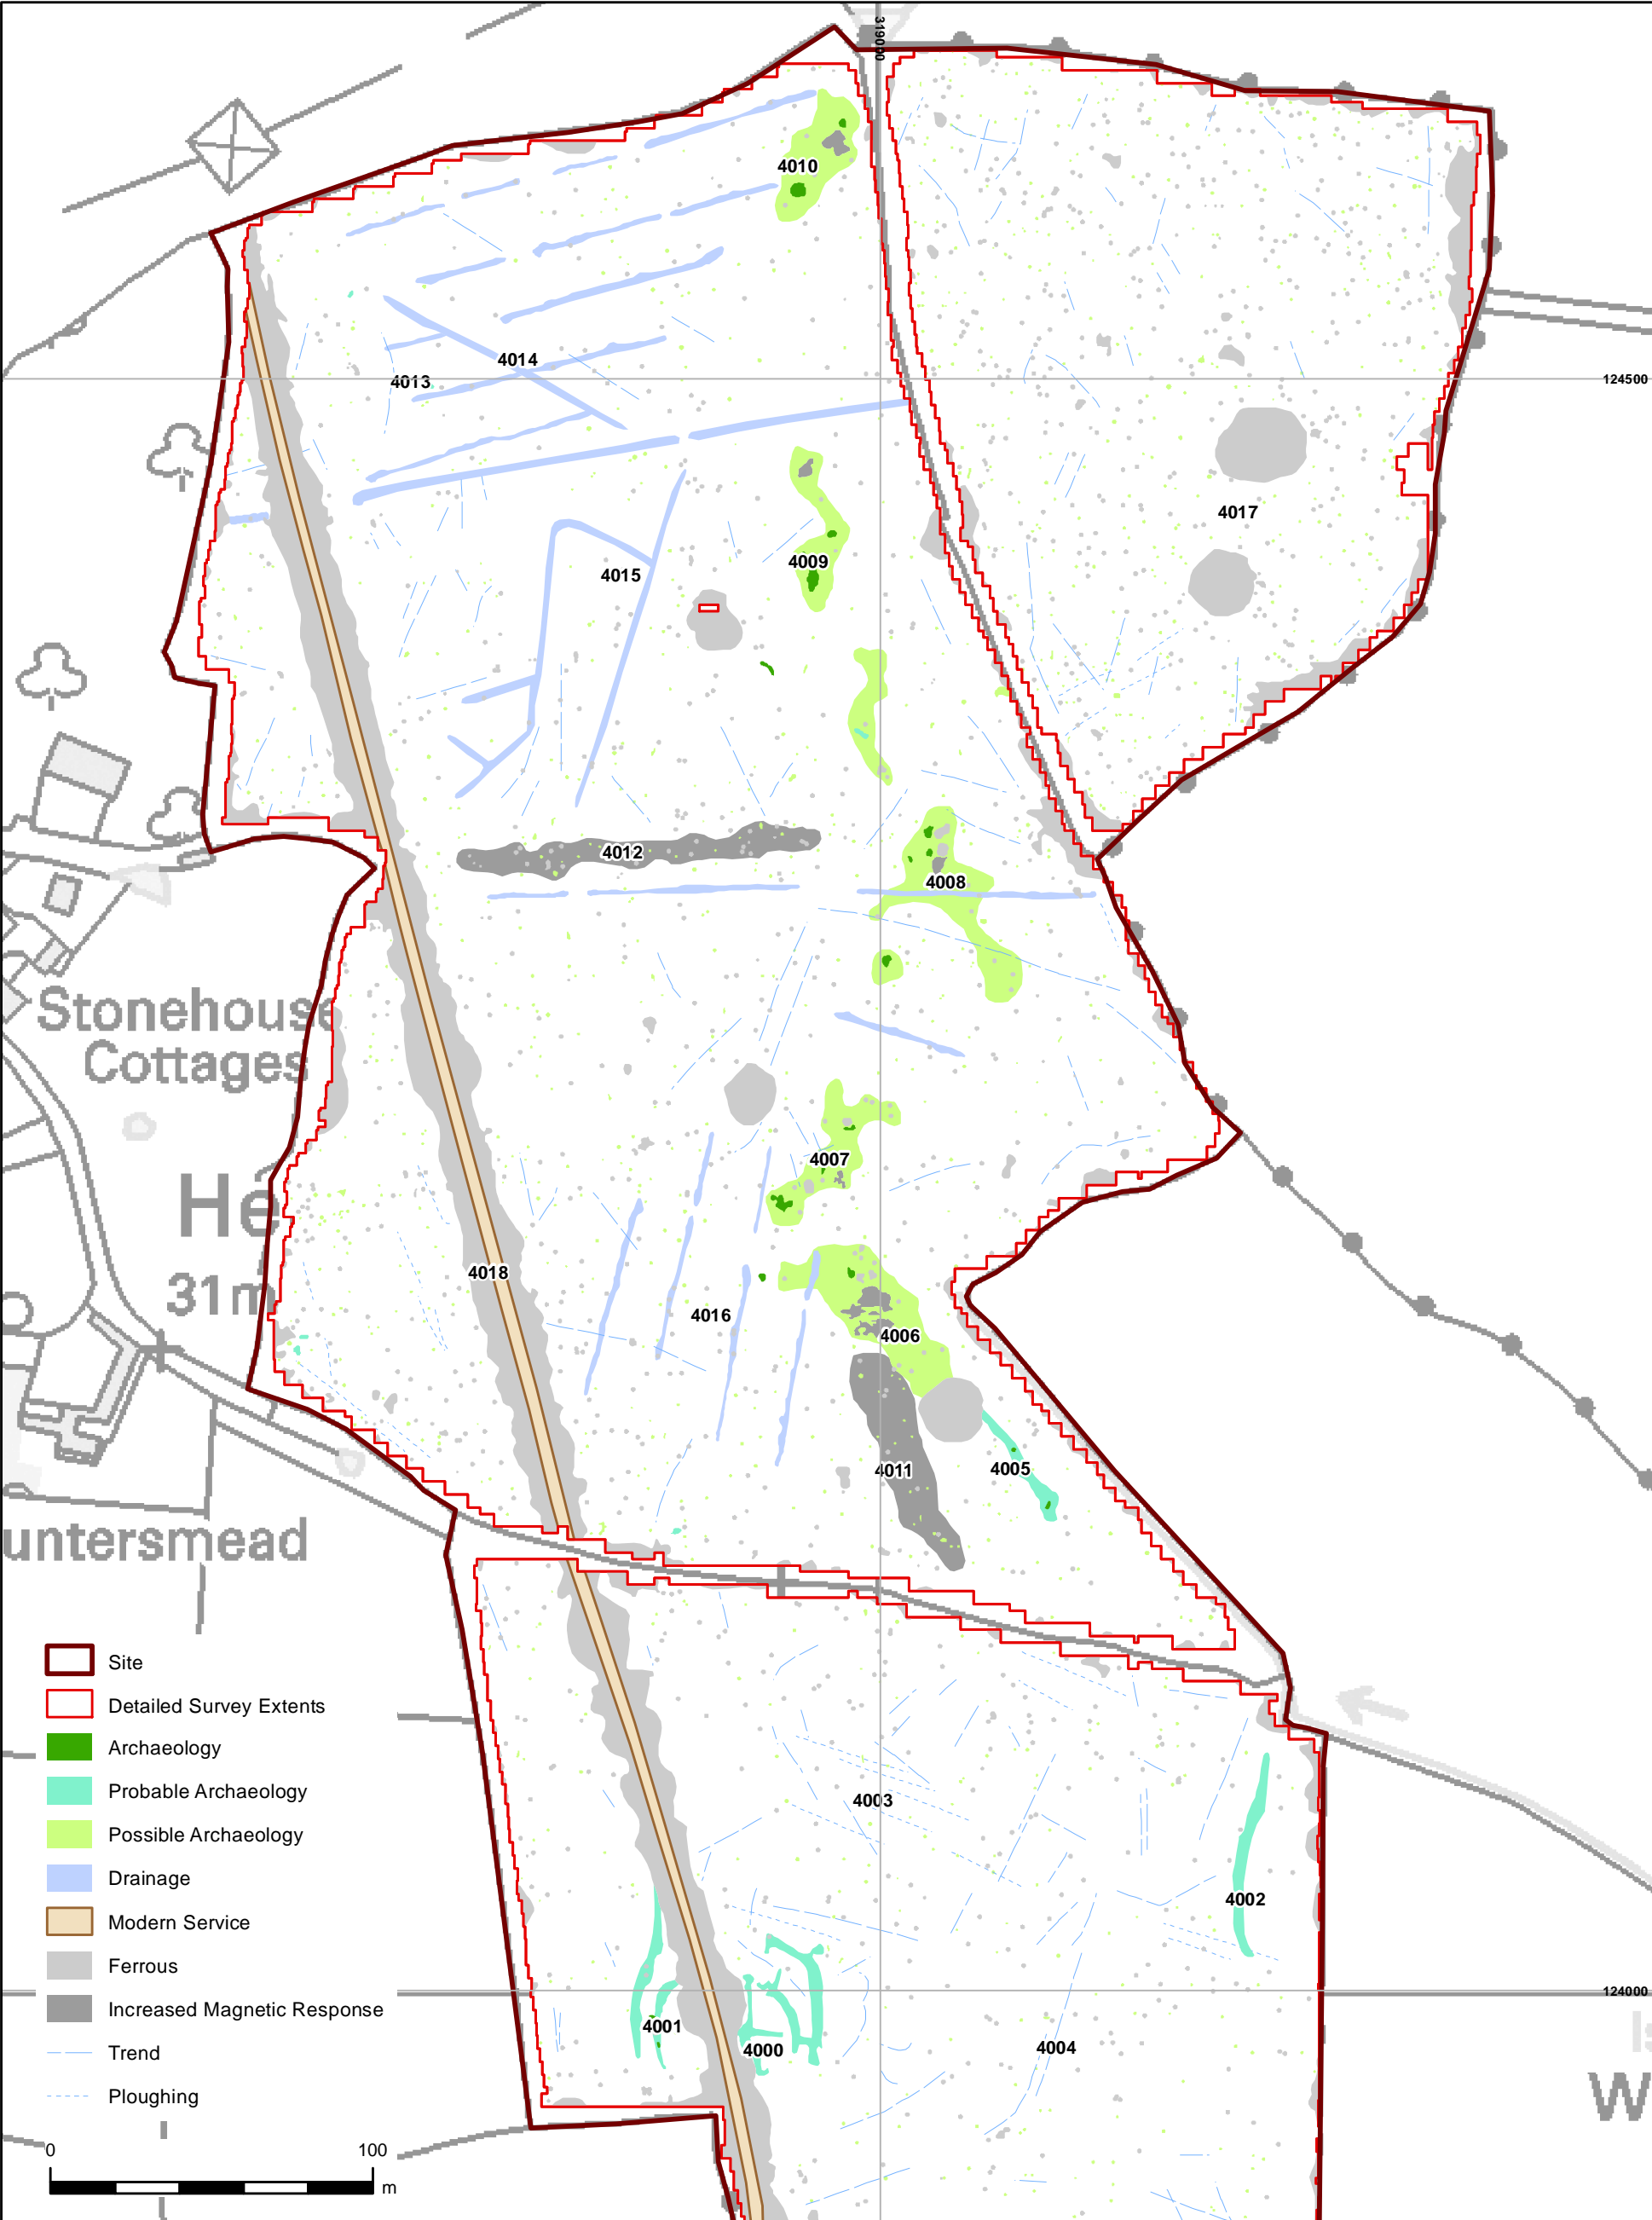 319000
4010
4014
4013
124500
4017
4009
4015
4012
4008
Stonehouse
Cottages
4007
He
31m
4018
4016
4006
4011
4005
untersmead
Site
Detailed Survey Extents
Archaeology
Probable Archaeology
Possible Archaeology
Drainage
Modern Service
Ferrous
Increased Magnetic Response
Trend
Ploughing
4003
4002
124000
4001
4000
4004
W
0 100
m